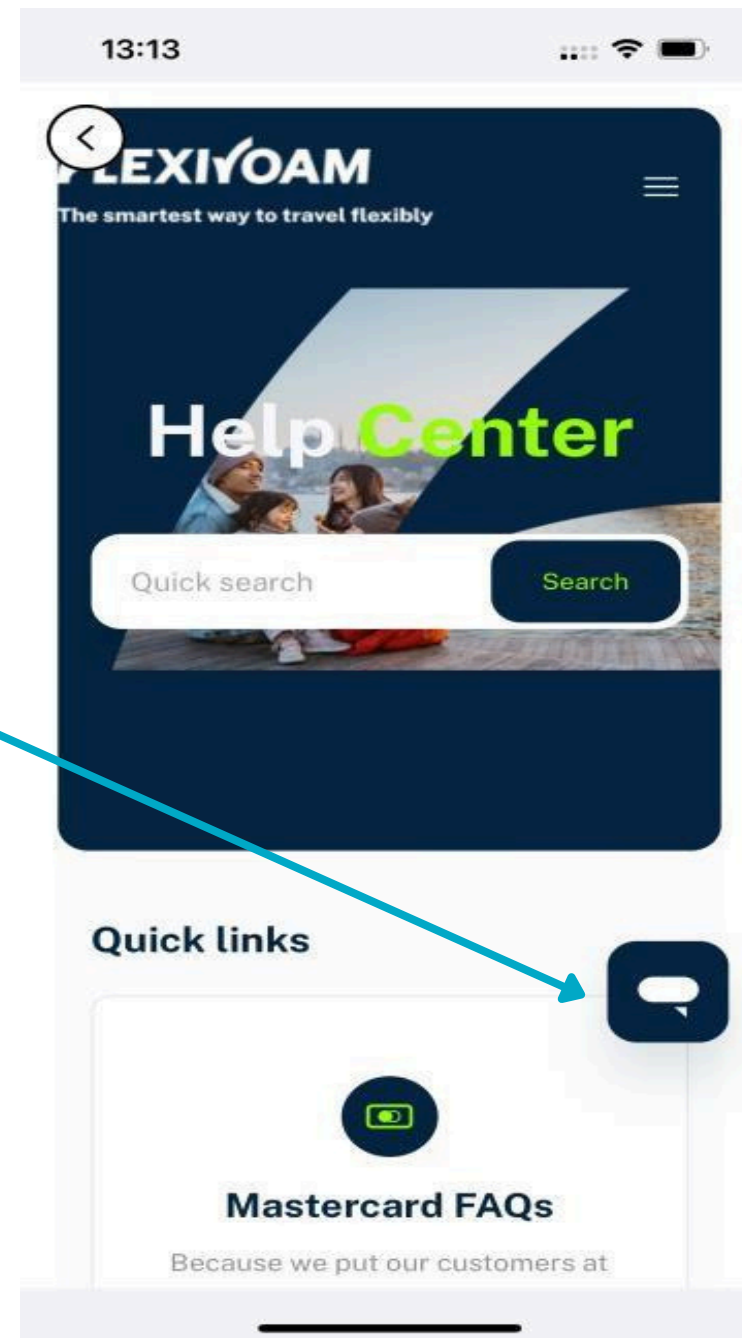 13:13
FLEXIROAM
The smartest way to travel flexibly
Help Center
Quick search
Search
Quick links
Mastercard FAQs
Because we put our customers at